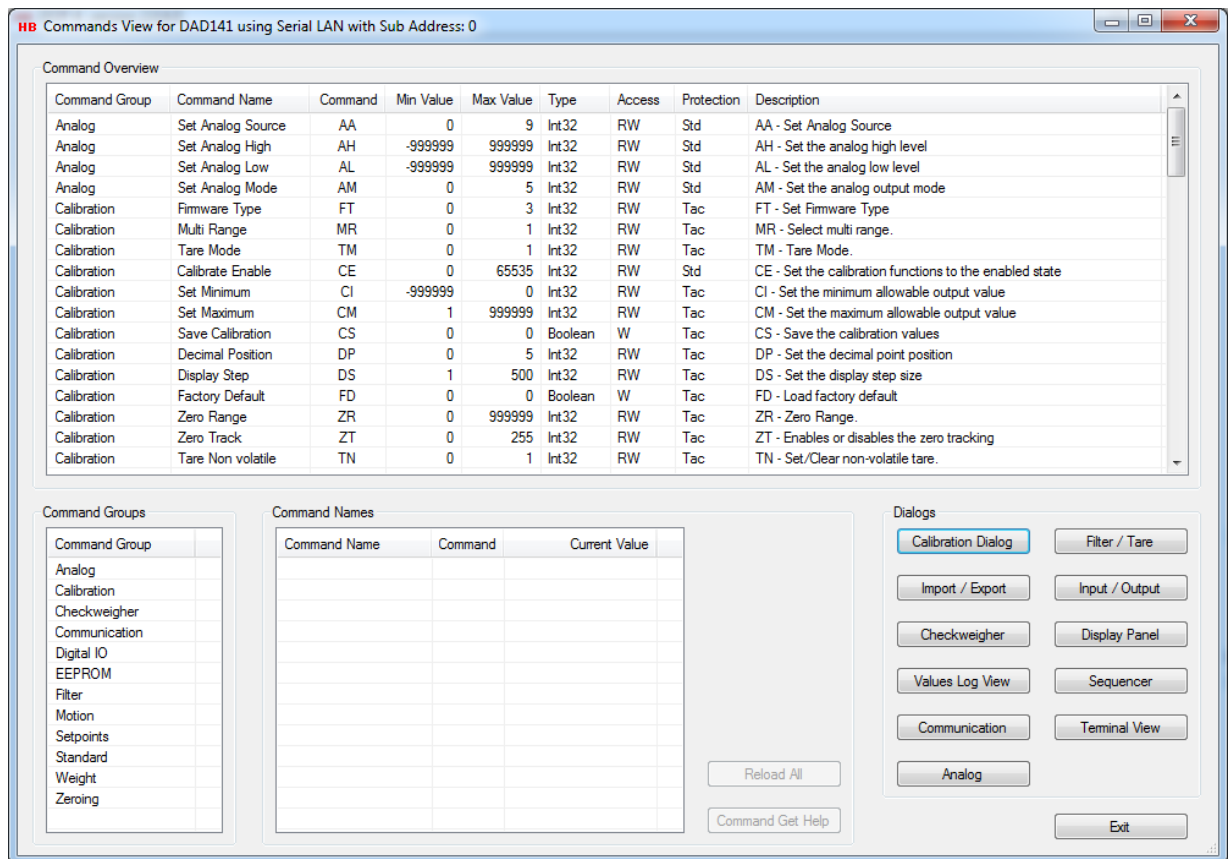 HB Commands View for DAD141 using Serial LAN with Sub Address: 0
Command Overview
Command Group Command Name Command Min Value Max Value Type Access Protection Description
Analog Set Analog Source AA 0 9 Int32 RW Std AA - Set Analog Source
Analog Set Analog High AH -999999 999999 Int32 RW Std AH - Set the analog high level
Analog Set Analog Low AL -999999 999999 Int32 RW Std AL - Set the analog low level
Analog Set Analog Mode AM 0 5 Int32 RW Std AM - Set the analog output mode
Calibration Firmware Type FT 0 3 Int32 RW Tac FT - Set Firmware Type
Calibration Multi Range MR 0 1 Int32 RW Tac MR - Select multi range.
Calibration Tare Mode TM 0 1 Int32 RW Tac TM - Tare Mode.
Calibration Calibrate Enable CE 0 65535 Int32 RW Std CE - Set the calibration functions to the enabled state
Calibration Set Minimum CI -999999 0 Int32 RW Tac CI - Set the minimum allowable output value
Calibration Set Maximum CM 1 999999 Int32 RW Tac CM - Set the maximum allowable output value
Calibration Save Calibration CS 0 0 Boolean W Tac CS - Save the calibration values
Calibration Decimal Position DP 0 5 Int32 RW Tac DP - Set the decimal point position
Calibration Display Step DS 1 500 Int32 RW Tac DS - Set the display step size
Calibration Factory Default FD 0 0 Boolean W Tac FD - Load factory default
Calibration Zero Range ZR 0 999999 Int32 RW Tac ZR - Zero Range.
Calibration Zero Track ZT 0 255 Int32 RW Tac ZT - Enables or disables the zero tracking
Calibration Tare Non volatile TN 0 1 Int32 RW Tac TN - Set/Clear non-volatile tare.
Command Groups
Command Group
Analog
Calibration
Checkweigher
Communication
Digital IO
EEPROM
Filter
Motion
Setpoints
Standard
Weight
Zeroing
Command Names
Command Name Command Current Value
Reload All
Command Get Help
Dialogs
Calibration Dialog Filter / Tare
Import / Export Input / Output
Checkweigher Display Panel
Values Log View Sequencer
Communication Terminal View
Analog
Exit